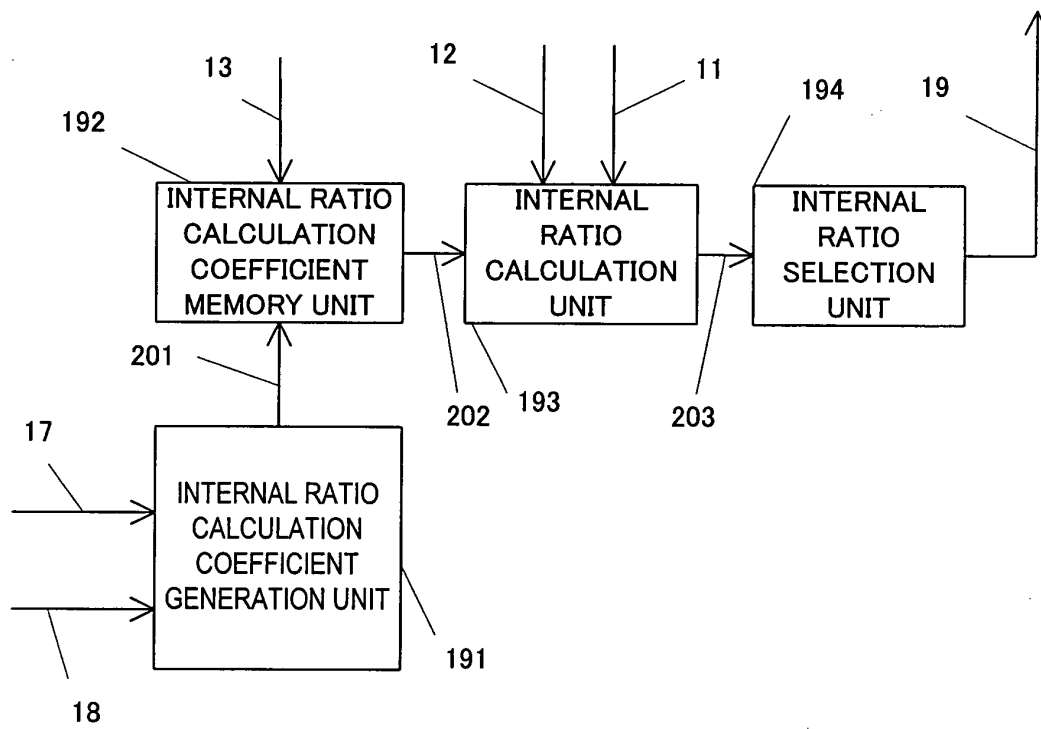 12
11
13
194
19
192
INTERNAL RATIO
CALCULATION
COEFFICIENT
MEMORY UNIT
INTERNAL
RATIO
CALCULATION
UNIT
INTERNAL
RATIO
SELECTION
UNIT
201
202
193
203
17
INTERNAL RATIO
CALCULATION
COEFFICIENT
GENERATION UNIT
191
18